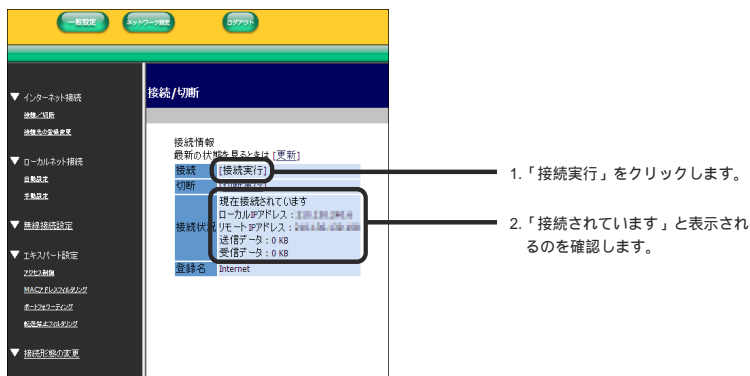 一般設定
ネットワーク設定
ログアウト
▼ インターネット接続
接続/切断
接続先の登録変更
▼ ローカルネット接続
自動設定
手動設定
▼ 無線接続設定
▼ エキスパート設定
アクセス制御
MACアドレスフィルタリング
ポートフォワーディング
転送禁止フィルタリング
▼ 接続形態の変更
接続/切断
接続情報
最新の状態を見るときは [更新]
接続 [接続実行]
切断 [切断実行]
接続状況
現在接続されています
ローカルIPアドレス:
リモートIPアドレス:
送信データ:0 KB
受信データ:0 KB
登録名 Internet
1.「接続実行」をクリックします。
2.「接続されています」と表示され
るのを確認します。